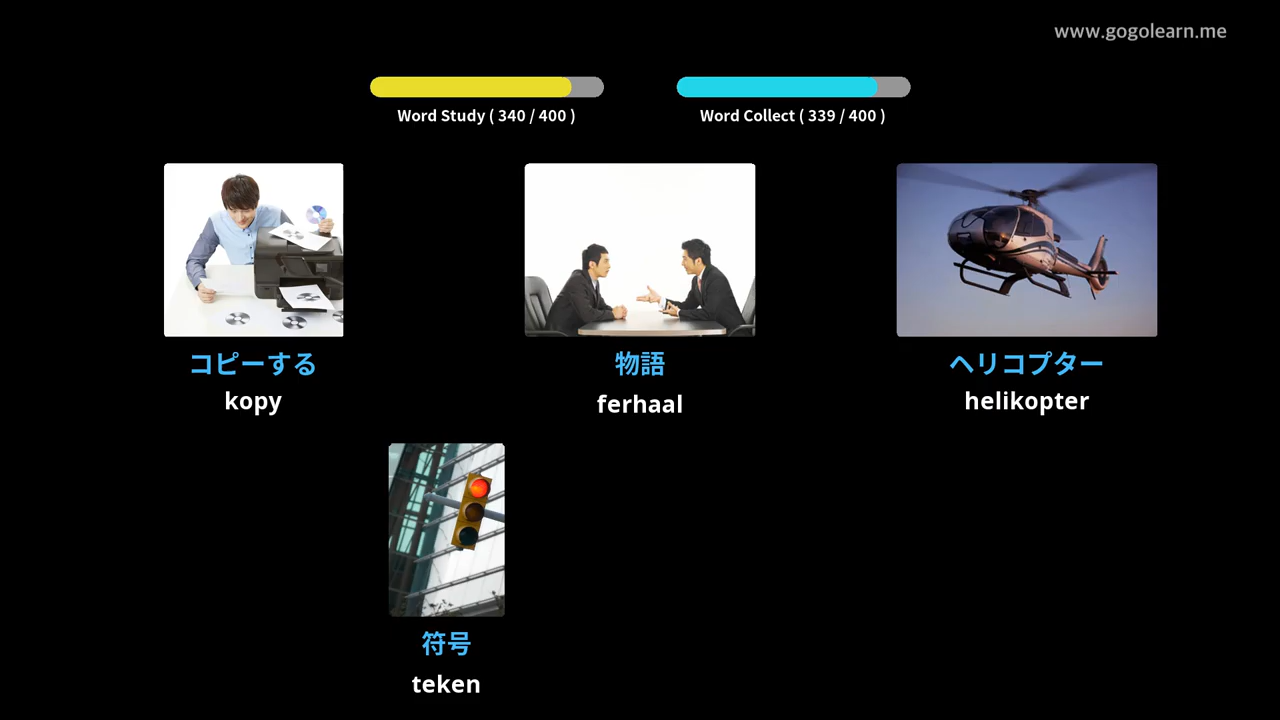 www.gogolearn.me
Word Study ( 340 / 400 )
Word Collect ( 339 / 400 )
コピーする
kopy
物語
ferhaal
ヘリコプター
helikopter
符号
teken